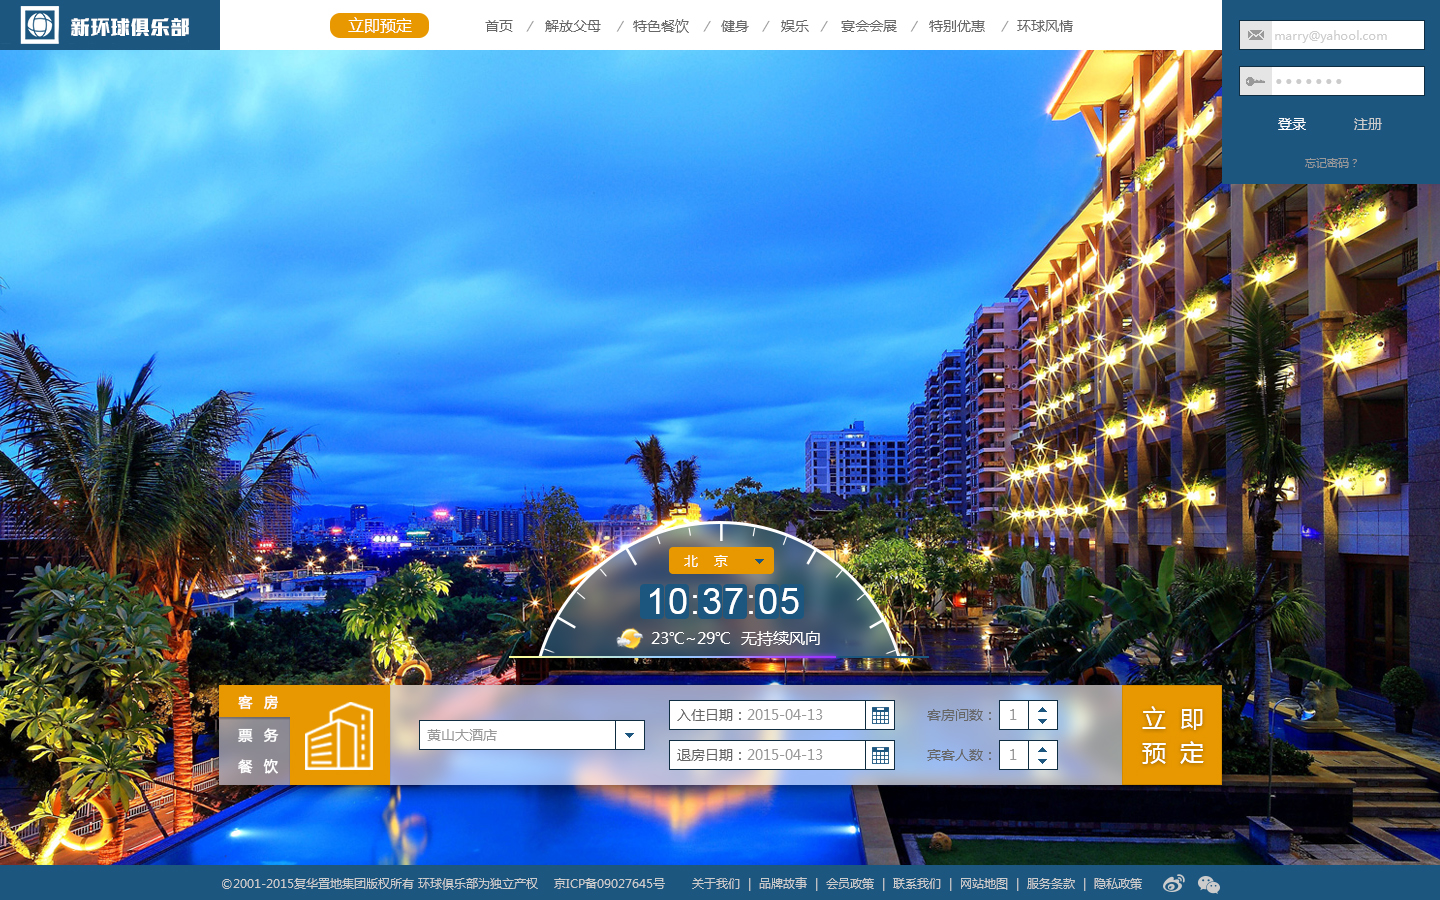 新环球俱乐部
立即预定
首页 / 解放父母 / 特色餐饮 / 健身 / 娱乐 / 宴会会展 / 特别优惠 / 环球风情
marry@yahool.com
登录 注册
忘记密码？
北 京
10:37:05
23℃~29℃ 无持续风向
客 房
票 务
餐 饮
黄山大酒店
入住日期：2015-04-13
退房日期：2015-04-13
客房间数：1
宾客人数：1
立 即
预 定
©2001-2015复华置地集团版权所有 环球俱乐部为独立产权 京ICP备09027645号 关于我们 | 品牌故事 | 会员政策 | 联系我们 | 网站地图 | 服务条款 | 隐私政策